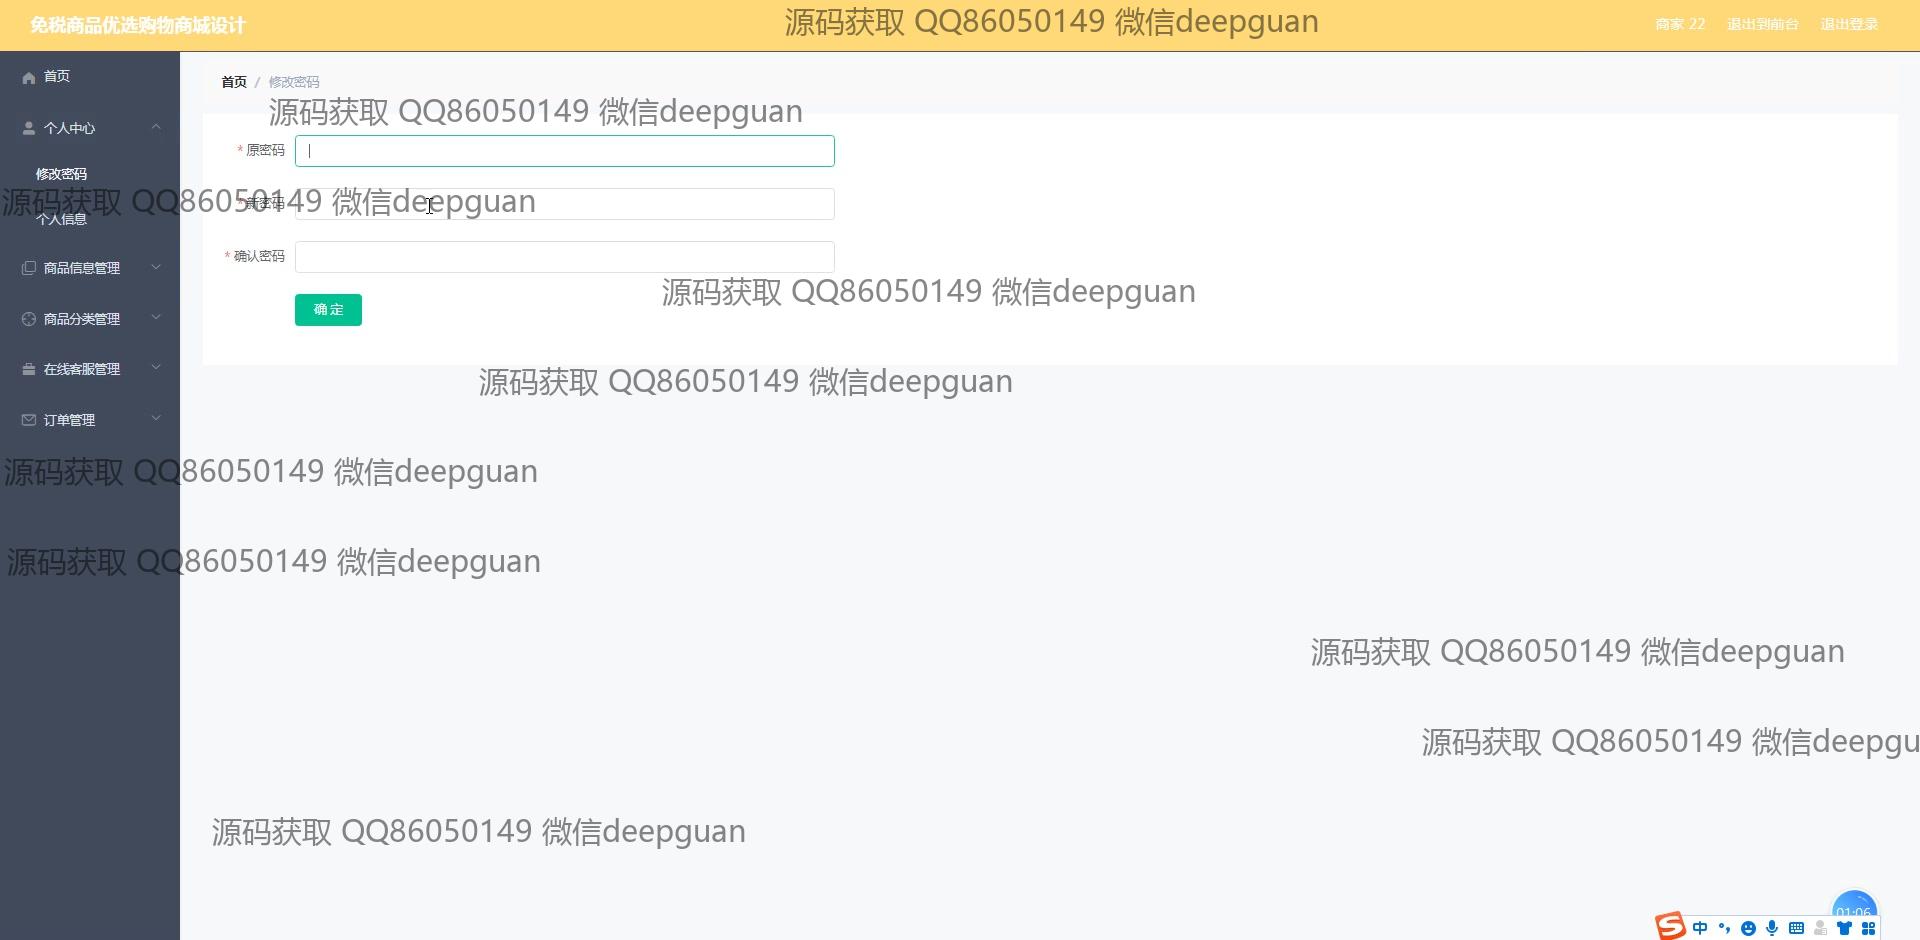 免税商品优选购物商城设计
源码获取 QQ86050149 微信deepguan
商家 22 退出到前台 退出登录
首页
首页 / 修改密码
源码获取 QQ86050149 微信deepguan
个人中心
* 原密码
修改密码
源码获取 QQ86050149 微信deepguan
* 新密码
个人信息
* 确认密码
商品信息管理
源码获取 QQ86050149 微信deepguan
确定
商品分类管理
在线客服管理
源码获取 QQ86050149 微信deepguan
订单管理
源码获取 QQ86050149 微信deepguan
源码获取 QQ86050149 微信deepguan
源码获取 QQ86050149 微信deepguan
源码获取 QQ86050149 微信deepgu
源码获取 QQ86050149 微信deepguan
01:06
中